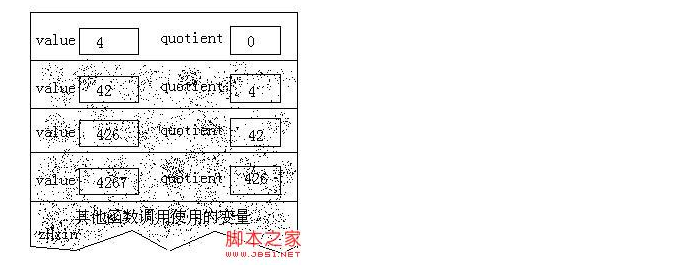 value 4 quotient 0
value 42 quotient 4
value 426 quotient 42
value 4267 quotient 426
其他函数调用使用的变量
脚本之家
WWW.JB51.NET